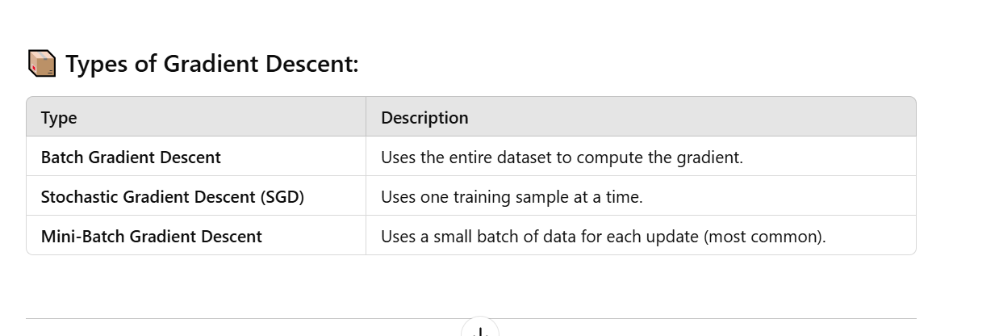 Types of Gradient Descent:
Type Description
Batch Gradient Descent Uses the entire dataset to compute the gradient.
Stochastic Gradient Descent (SGD) Uses one training sample at a time.
Mini-Batch Gradient Descent Uses a small batch of data for each update (most common).